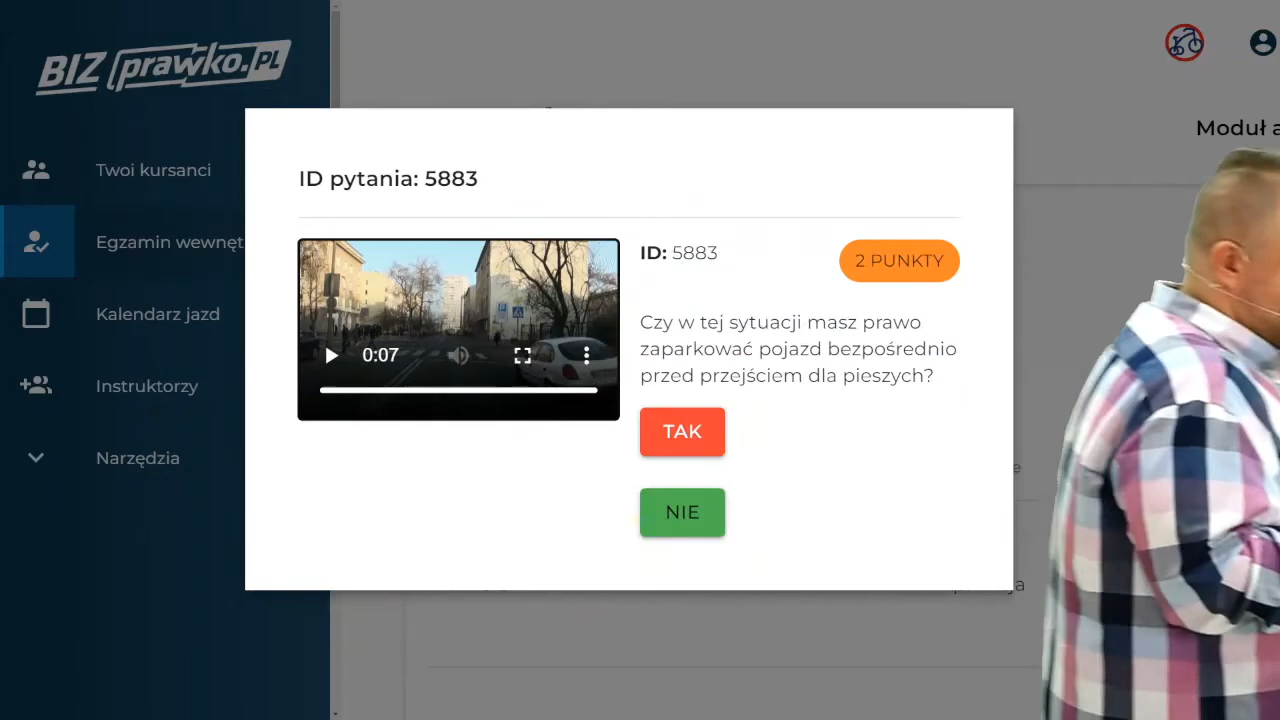 BIZ prawko.PL
Moduł a
Twoi kursanci
Egzamin wewnęt
Kalendarz jazd
Instruktorzy
Narzędzia
ID pytania: 5883
0:07
ID: 5883
2 PUNKTY
Czy w tej sytuacji masz prawo
zaparkować pojazd bezpośrednio
przed przejściem dla pieszych?
TAK
NIE
e
ja